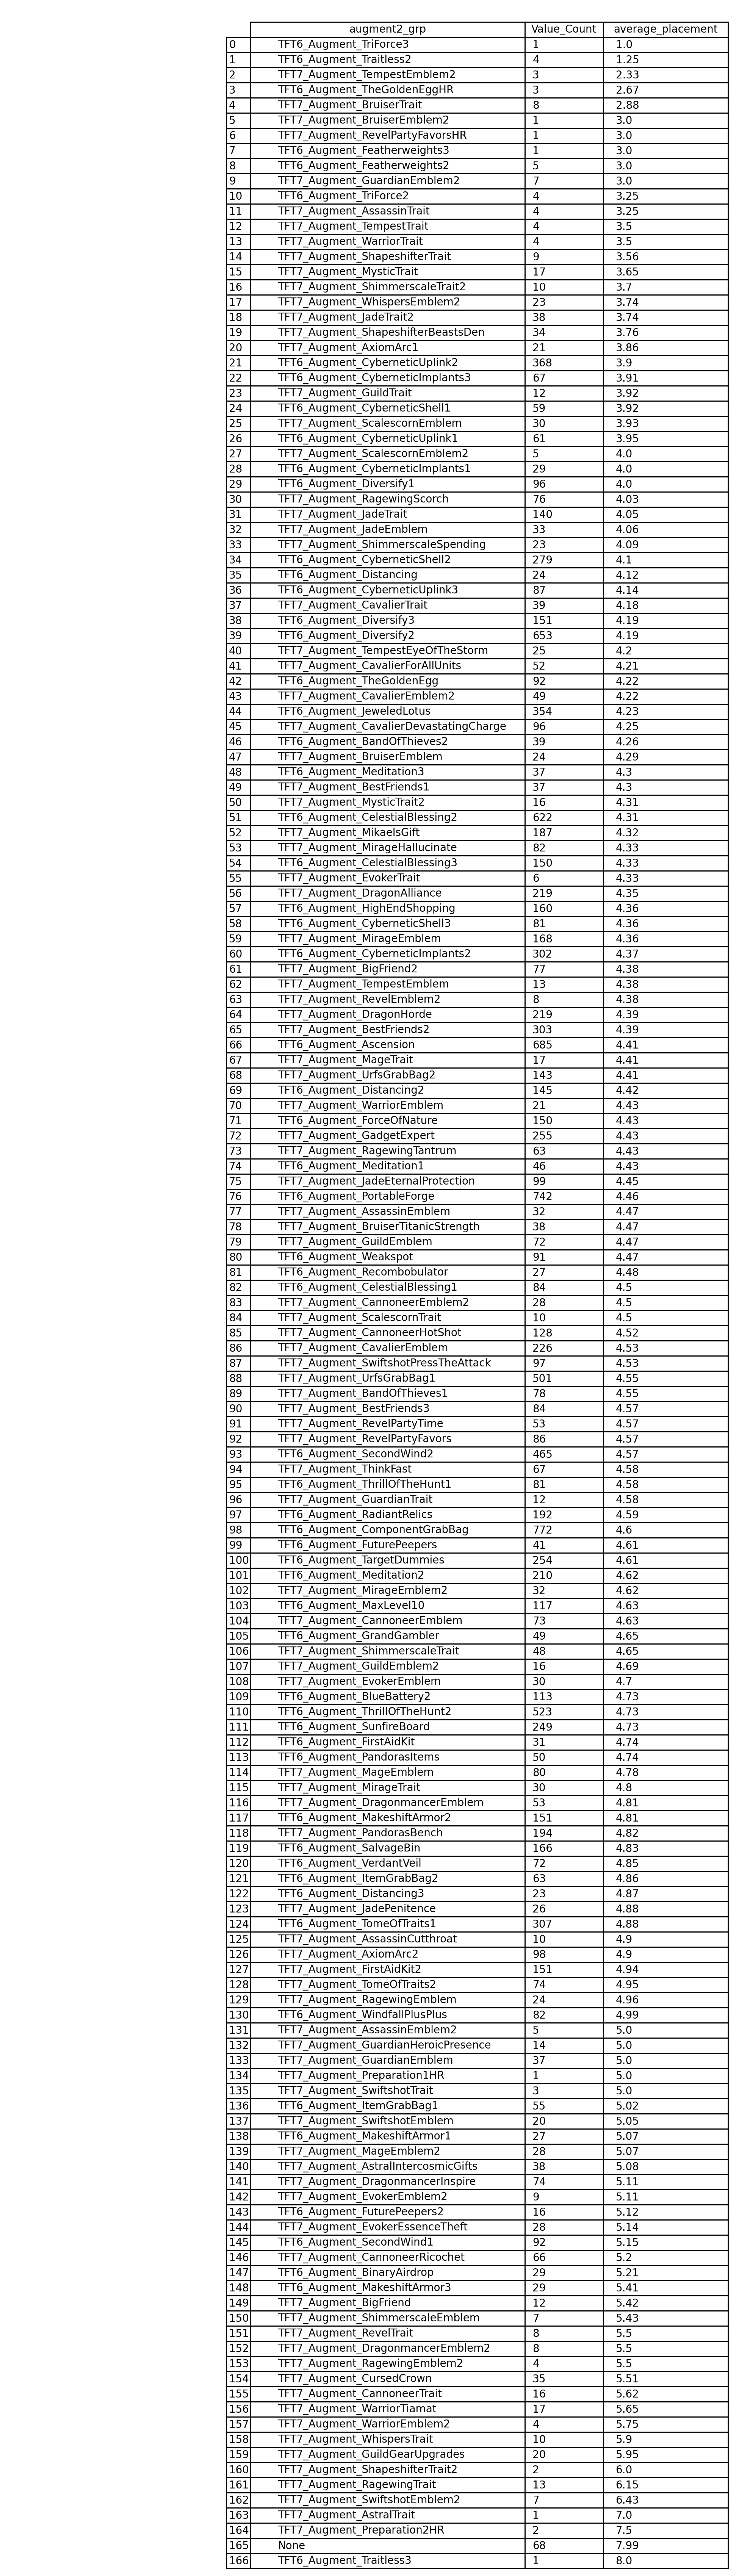 augment2_grp Value_Count average_placement
0 TFT6_Augment_TriForce3 1 1.0
1 TFT6_Augment_Traitless2 4 1.25
2 TFT7_Augment_TempestEmblem2 3 2.33
3 TFT6_Augment_TheGoldenEggHR 3 2.67
4 TFT7_Augment_BruiserTrait 8 2.88
5 TFT7_Augment_BruiserEmblem2 1 3.0
6 TFT7_Augment_RevelPartyFavorsHR 1 3.0
7 TFT6_Augment_Featherweights3 1 3.0
8 TFT6_Augment_Featherweights2 5 3.0
9 TFT7_Augment_GuardianEmblem2 7 3.0
10 TFT6_Augment_TriForce2 4 3.25
11 TFT7_Augment_AssassinTrait 4 3.25
12 TFT7_Augment_TempestTrait 4 3.5
13 TFT7_Augment_WarriorTrait 4 3.5
14 TFT7_Augment_ShapeshifterTrait 9 3.56
15 TFT7_Augment_MysticTrait 17 3.65
16 TFT7_Augment_ShimmerscaleTrait2 10 3.7
17 TFT7_Augment_WhispersEmblem2 23 3.74
18 TFT7_Augment_JadeTrait2 38 3.74
19 TFT7_Augment_ShapeshifterBeastsDen 34 3.76
20 TFT7_Augment_AxiomArc1 21 3.86
21 TFT6_Augment_CyberneticUplink2 368 3.9
22 TFT6_Augment_CyberneticImplants3 67 3.91
23 TFT7_Augment_GuildTrait 12 3.92
24 TFT6_Augment_CyberneticShell1 59 3.92
25 TFT7_Augment_ScalescornEmblem 30 3.93
26 TFT6_Augment_CyberneticUplink1 61 3.95
27 TFT7_Augment_ScalescornEmblem2 5 4.0
28 TFT6_Augment_CyberneticImplants1 29 4.0
29 TFT6_Augment_Diversify1 96 4.0
30 TFT7_Augment_RagewingScorch 76 4.03
31 TFT7_Augment_JadeTrait 140 4.05
32 TFT7_Augment_JadeEmblem 33 4.06
33 TFT7_Augment_ShimmerscaleSpending 23 4.09
34 TFT6_Augment_CyberneticShell2 279 4.1
35 TFT6_Augment_Distancing 24 4.12
36 TFT6_Augment_CyberneticUplink3 87 4.14
37 TFT7_Augment_CavalierTrait 39 4.18
38 TFT6_Augment_Diversify3 151 4.19
39 TFT6_Augment_Diversify2 653 4.19
40 TFT7_Augment_TempestEyeOfTheStorm 25 4.2
41 TFT7_Augment_CavalierForAllUnits 52 4.21
42 TFT6_Augment_TheGoldenEgg 92 4.22
43 TFT7_Augment_CavalierEmblem2 49 4.22
44 TFT6_Augment_JeweledLotus 354 4.23
45 TFT7_Augment_CavalierDevastatingCharge 96 4.25
46 TFT6_Augment_BandOfThieves2 39 4.26
47 TFT7_Augment_BruiserEmblem 24 4.29
48 TFT6_Augment_Meditation3 37 4.3
49 TFT7_Augment_BestFriends1 37 4.3
50 TFT7_Augment_MysticTrait2 16 4.31
51 TFT6_Augment_CelestialBlessing2 622 4.31
52 TFT7_Augment_MikaelsGift 187 4.32
53 TFT7_Augment_MirageHallucinate 82 4.33
54 TFT6_Augment_CelestialBlessing3 150 4.33
55 TFT7_Augment_EvokerTrait 6 4.33
56 TFT7_Augment_DragonAlliance 219 4.35
57 TFT6_Augment_HighEndShopping 160 4.36
58 TFT6_Augment_CyberneticShell3 81 4.36
59 TFT7_Augment_MirageEmblem 168 4.36
60 TFT6_Augment_CyberneticImplants2 302 4.37
61 TFT7_Augment_BigFriend2 77 4.38
62 TFT7_Augment_TempestEmblem 13 4.38
63 TFT7_Augment_RevelEmblem2 8 4.38
64 TFT7_Augment_DragonHorde 219 4.39
65 TFT7_Augment_BestFriends2 303 4.39
66 TFT6_Augment_Ascension 685 4.41
67 TFT7_Augment_MageTrait 17 4.41
68 TFT7_Augment_UrfsGrabBag2 143 4.41
69 TFT6_Augment_Distancing2 145 4.42
70 TFT7_Augment_WarriorEmblem 21 4.43
71 TFT6_Augment_ForceOfNature 150 4.43
72 TFT7_Augment_GadgetExpert 255 4.43
73 TFT7_Augment_RagewingTantrum 63 4.43
74 TFT6_Augment_Meditation1 46 4.43
75 TFT7_Augment_JadeEternalProtection 99 4.45
76 TFT6_Augment_PortableForge 742 4.46
77 TFT7_Augment_AssassinEmblem 32 4.47
78 TFT7_Augment_BruiserTitanicStrength 38 4.47
79 TFT7_Augment_GuildEmblem 72 4.47
80 TFT6_Augment_Weakspot 91 4.47
81 TFT6_Augment_Recombobulator 27 4.48
82 TFT6_Augment_CelestialBlessing1 84 4.5
83 TFT7_Augment_CannoneerEmblem2 28 4.5
84 TFT7_Augment_ScalescornTrait 10 4.5
85 TFT7_Augment_CannoneerHotShot 128 4.52
86 TFT7_Augment_CavalierEmblem 226 4.53
87 TFT7_Augment_SwiftshotPressTheAttack 97 4.53
88 TFT7_Augment_UrfsGrabBag1 501 4.55
89 TFT6_Augment_BandOfThieves1 78 4.55
90 TFT7_Augment_BestFriends3 84 4.57
91 TFT7_Augment_RevelPartyTime 53 4.57
92 TFT7_Augment_RevelPartyFavors 86 4.57
93 TFT6_Augment_SecondWind2 465 4.57
94 TFT7_Augment_ThinkFast 67 4.58
95 TFT6_Augment_ThrillOfTheHunt1 81 4.58
96 TFT7_Augment_GuardianTrait 12 4.58
97 TFT6_Augment_RadiantRelics 192 4.59
98 TFT6_Augment_ComponentGrabBag 772 4.6
99 TFT6_Augment_FuturePeepers 41 4.61
100 TFT6_Augment_TargetDummies 254 4.61
101 TFT6_Augment_Meditation2 210 4.62
102 TFT7_Augment_MirageEmblem2 32 4.62
103 TFT6_Augment_MaxLevel10 117 4.63
104 TFT7_Augment_CannoneerEmblem 73 4.63
105 TFT6_Augment_GrandGambler 49 4.65
106 TFT7_Augment_ShimmerscaleTrait 48 4.65
107 TFT7_Augment_GuildEmblem2 16 4.69
108 TFT7_Augment_EvokerEmblem 30 4.7
109 TFT6_Augment_BlueBattery2 113 4.73
110 TFT6_Augment_ThrillOfTheHunt2 523 4.73
111 TFT6_Augment_SunfireBoard 249 4.73
112 TFT6_Augment_FirstAidKit 31 4.74
113 TFT6_Augment_PandorasItems 50 4.74
114 TFT7_Augment_MageEmblem 80 4.78
115 TFT7_Augment_MirageTrait 30 4.8
116 TFT7_Augment_DragonmancerEmblem 53 4.81
117 TFT6_Augment_MakeshiftArmor2 151 4.81
118 TFT7_Augment_PandorasBench 194 4.82
119 TFT6_Augment_SalvageBin 166 4.83
120 TFT6_Augment_VerdantVeil 72 4.85
121 TFT6_Augment_ItemGrabBag2 63 4.86
122 TFT6_Augment_Distancing3 23 4.87
123 TFT7_Augment_JadePenitence 26 4.88
124 TFT6_Augment_TomeOfTraits1 307 4.88
125 TFT7_Augment_AssassinCutthroat 10 4.9
126 TFT7_Augment_AxiomArc2 98 4.9
127 TFT7_Augment_FirstAidKit2 151 4.94
128 TFT7_Augment_TomeOfTraits2 74 4.95
129 TFT7_Augment_RagewingEmblem 24 4.96
130 TFT6_Augment_WindfallPlusPlus 82 4.99
131 TFT7_Augment_AssassinEmblem2 5 5.0
132 TFT7_Augment_GuardianHeroicPresence 14 5.0
133 TFT7_Augment_GuardianEmblem 37 5.0
134 TFT7_Augment_Preparation1HR 1 5.0
135 TFT7_Augment_SwiftshotTrait 3 5.0
136 TFT6_Augment_ItemGrabBag1 55 5.02
137 TFT7_Augment_SwiftshotEmblem 20 5.05
138 TFT6_Augment_MakeshiftArmor1 27 5.07
139 TFT7_Augment_MageEmblem2 28 5.07
140 TFT7_Augment_AstralIntercosmicGifts 38 5.08
141 TFT7_Augment_DragonmancerInspire 74 5.11
142 TFT7_Augment_EvokerEmblem2 9 5.11
143 TFT6_Augment_FuturePeepers2 16 5.12
144 TFT7_Augment_EvokerEssenceTheft 28 5.14
145 TFT6_Augment_SecondWind1 92 5.15
146 TFT7_Augment_CannoneerRicochet 66 5.2
147 TFT6_Augment_BinaryAirdrop 29 5.21
148 TFT6_Augment_MakeshiftArmor3 29 5.41
149 TFT7_Augment_BigFriend 12 5.42
150 TFT7_Augment_ShimmerscaleEmblem 7 5.43
151 TFT7_Augment_RevelTrait 8 5.5
152 TFT7_Augment_DragonmancerEmblem2 8 5.5
153 TFT7_Augment_RagewingEmblem2 4 5.5
154 TFT7_Augment_CursedCrown 35 5.51
155 TFT7_Augment_CannoneerTrait 16 5.62
156 TFT7_Augment_WarriorTiamat 17 5.65
157 TFT7_Augment_WarriorEmblem2 4 5.75
158 TFT7_Augment_WhispersTrait 10 5.9
159 TFT7_Augment_GuildGearUpgrades 20 5.95
160 TFT7_Augment_ShapeshifterTrait2 2 6.0
161 TFT7_Augment_RagewingTrait 13 6.15
162 TFT7_Augment_SwiftshotEmblem2 7 6.43
163 TFT7_Augment_AstralTrait 1 7.0
164 TFT7_Augment_Preparation2HR 2 7.5
165 None 68 7.99
166 TFT6_Augment_Traitless3 1 8.0